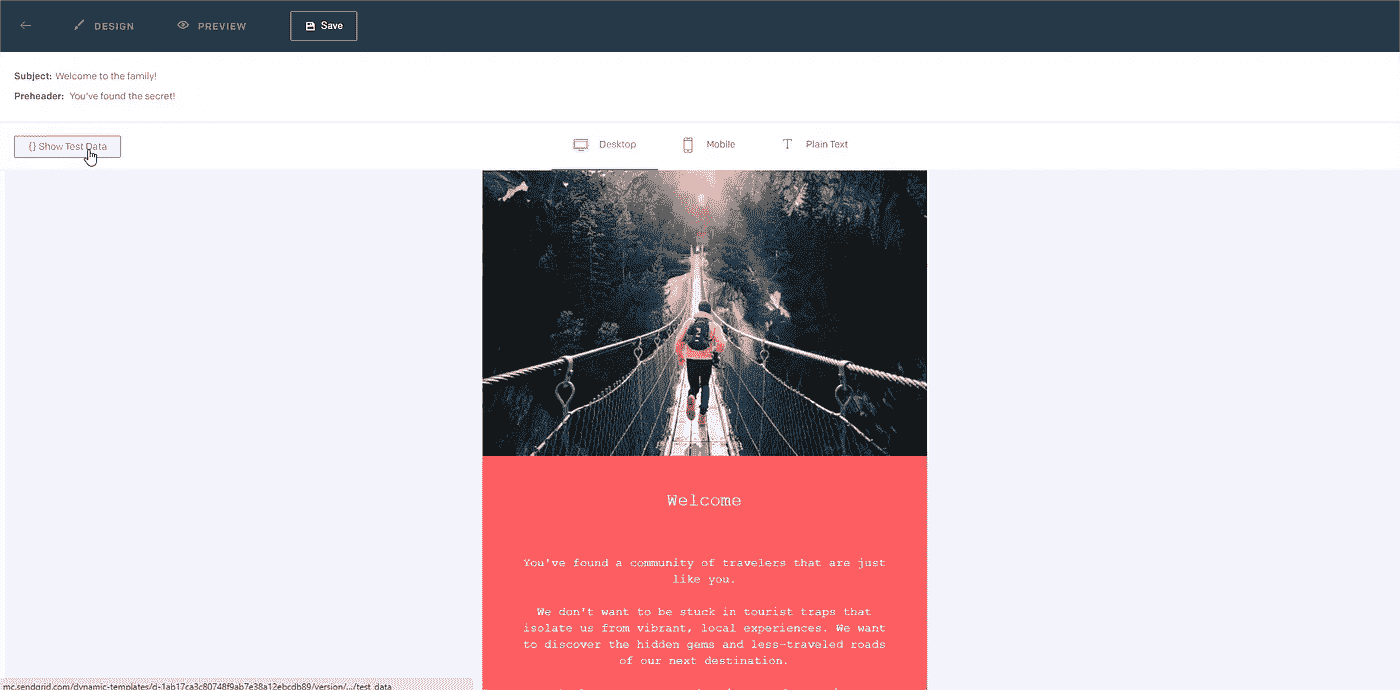 DESIGN
PREVIEW
Save
Subject: Welcome to the family!
Preheader: You've found the secret!
{} Show Test Data
Desktop
Mobile
Plain Text
Welcome
You've found a community of travelers that are just
like you.
We don't want to be stuck in tourist traps that
isolate us from vibrant, local experiences. We want
to discover the hidden gems and less-traveled roads
of our next destination.
mc.sendgrid.com/dynamic-templates/d-1ab17ca3c80748f9ab7e38a12ebcdb89/version/.../test_data